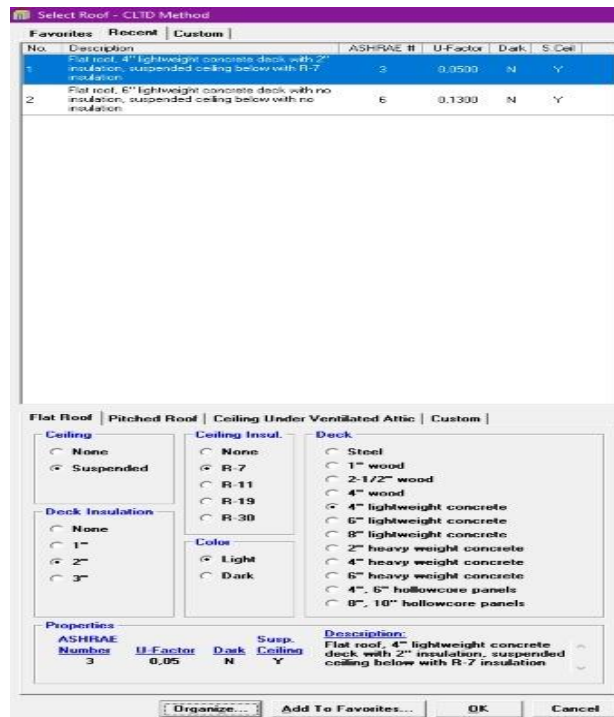 Select Roof - CLTD Method
Favorites Recent Custom
No. Description ASHRAE # U-Factor Dark S.Ceil
1 Flat roof, 4" lightweight concrete deck with 2" insulation, suspended ceiling below with R-7 insulation 3 0,0500 N Y
2 Flat roof, 6" lightweight concrete deck with no insulation, suspended ceiling below with no insulation 6 0,1300 N Y
Flat Roof Pitched Roof Ceiling Under Ventilated Attic Custom
Ceiling
None
Suspended
Deck Insulation
None
1"
2"
3"
Ceiling Insul.
None
R-7
R-11
R-19
R-30
Color
Light
Dark
Deck
Steel
1" wood
2-1/2" wood
4" wood
4" lightweight concrete
6" lightweight concrete
8" lightweight concrete
2" heavy weight concrete
4" heavy weight concrete
6" heavy weight concrete
4", 6" hollowcore panels
8", 10" hollowcore panels
Properties
ASHRAE Number U-Factor Dark Susp. Ceiling
3 0,05 N Y
Description:
Flat roof, 4" lightweight concrete
deck with 2" insulation, suspended
ceiling below with R-7 insulation
Organize... Add To Favorites... OK Cancel